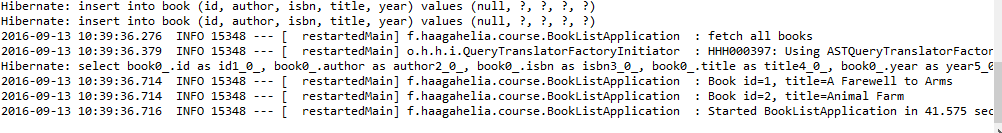 Hibernate: insert into book (id, author, isbn, title, year) values (null, ?, ?, ?, ?)
Hibernate: insert into book (id, author, isbn, title, year) values (null, ?, ?, ?, ?)
2016-09-13 10:39:36.276  INFO 15348 --- [  restartedMain] f.haagahelia.course.BookListApplication  : fetch all books
2016-09-13 10:39:36.379  INFO 15348 --- [  restartedMain] o.h.h.i.QueryTranslatorFactoryInitiator  : HHH000397: Using ASTQueryTranslatorFactor
Hibernate: select book0_.id as id1_0_, book0_.author as author2_0_, book0_.isbn as isbn3_0_, book0_.title as title4_0_, book0_.year as year5_0
2016-09-13 10:39:36.714  INFO 15348 --- [  restartedMain] f.haagahelia.course.BookListApplication  : Book id=1, title=A Farewell to Arms
2016-09-13 10:39:36.714  INFO 15348 --- [  restartedMain] f.haagahelia.course.BookListApplication  : Book id=2, title=Animal Farm
2016-09-13 10:39:36.716  INFO 15348 --- [  restartedMain] f.haagahelia.course.BookListApplication  : Started BookListApplication in 41.575 sec